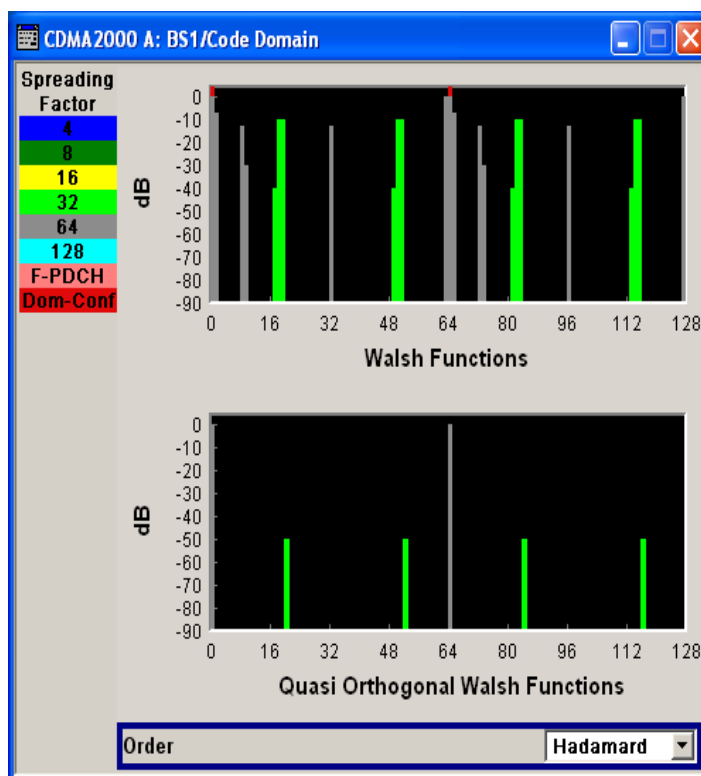 CDMA2000 A: BS1/Code Domain
Spreading
Factor
4
8
16
32
64
128
F-PDCH
Dom-Conf
dB
0
-10
-20
-30
-40
-50
-60
-70
-80
-90
0 16 32 48 64 80 96 112 128
Walsh Functions
dB
0
-10
-20
-30
-40
-50
-60
-70
-80
-90
0 16 32 48 64 80 96 112 128
Quasi Orthogonal Walsh Functions
Order Hadamard